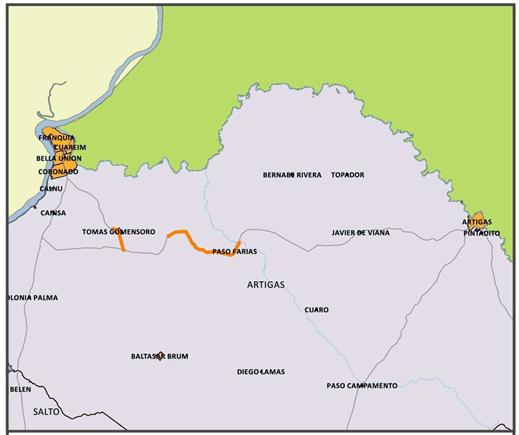 FRANQUIA
CUAREIM
BELLA UNION
CORONADO
CALNU
CAINSA
BERNABE RIVERA
TOPADOR
ARTIGAS
PINTADITO
TOMAS GOMENSORO
JAVIER DE VIANA
PASO FARIAS
ARTIGAS
OLONIA PALMA
CUARO
BALTASAR BRUM
DIEGO LAMAS
PASO CAMPAMENTO
BELEN
SALTO